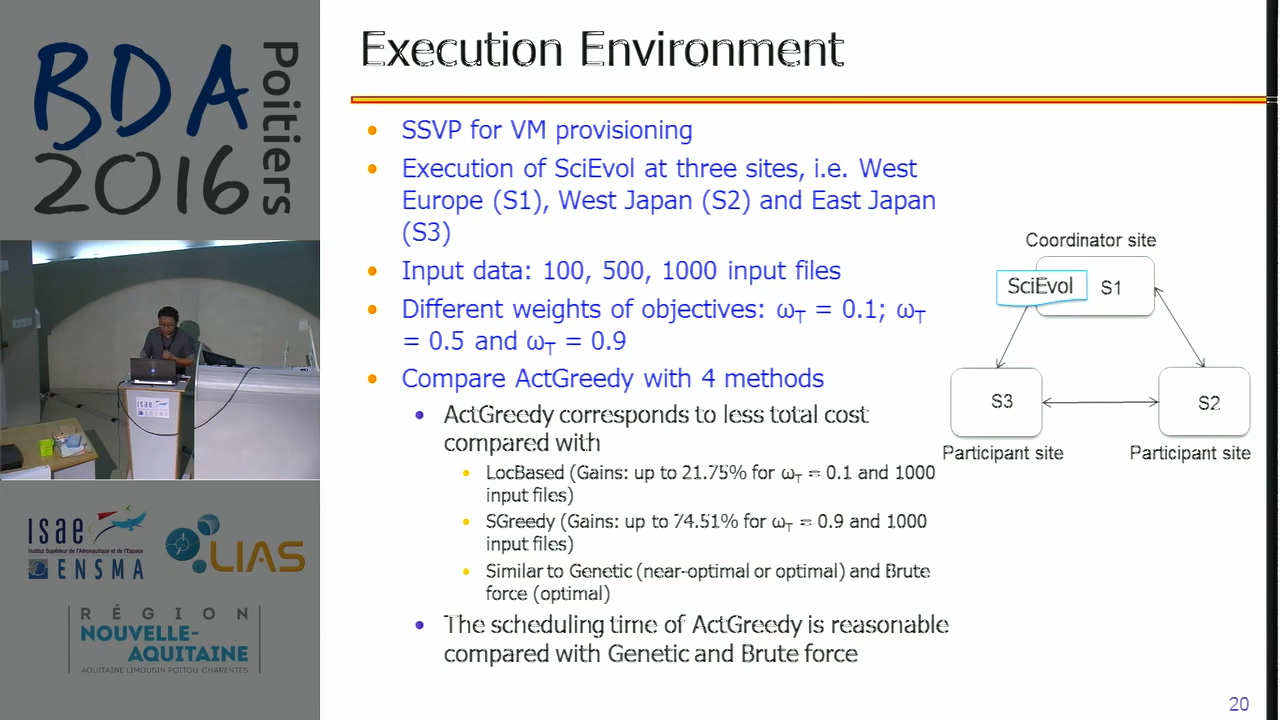 BDA
2016
Poitiers
isae
ENSMA
isae
Institut Supérieur de l'Aéronautique et de l'Espace
ENSMA
LIAS
RÉGION
NOUVELLE-
AQUITAINE
AQUITAINE LIMOUSIN POITOU-CHARENTES
Execution Environment
SSVP for VM provisioning
Execution of SciEvol at three sites, i.e. West
Europe (S1), West Japan (S2) and East Japan
(S3)
Input data: 100, 500, 1000 input files
Different weights of objectives: ωT = 0.1; ωT
= 0.5 and ωT = 0.9
Compare ActGreedy with 4 methods
ActGreedy corresponds to less total cost
compared with
LocBased (Gains: up to 21.75% for ωT = 0.1 and 1000
input files)
SGreedy (Gains: up to 74.51% for ωT = 0.9 and 1000
input files)
Similar to Genetic (near-optimal or optimal) and Brute
force (optimal)
The scheduling time of ActGreedy is reasonable
compared with Genetic and Brute force
Coordinator site
SciEvol
S1
S3
S2
Participant site
Participant site
20